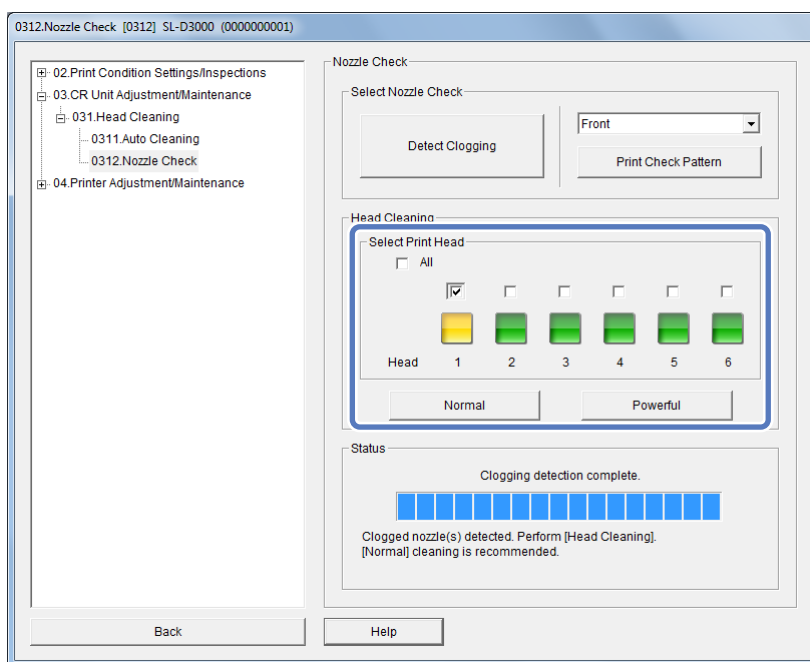 0312.Nozzle Check [0312] SL-D3000 (0000000001)
02.Print Condition Settings/Inspections
03.CR Unit Adjustment/Maintenance
031.Head Cleaning
0311.Auto Cleaning
0312.Nozzle Check
04.Printer Adjustment/Maintenance
Back
Nozzle Check
Select Nozzle Check
Detect Clogging
Front
Print Check Pattern
Head Cleaning
Select Print Head
All
Head 1 2 3 4 5 6
Normal Powerful
Status
Clogging detection complete.
Clogged nozzle(s) detected. Perform [Head Cleaning].
[Normal] cleaning is recommended.
Help